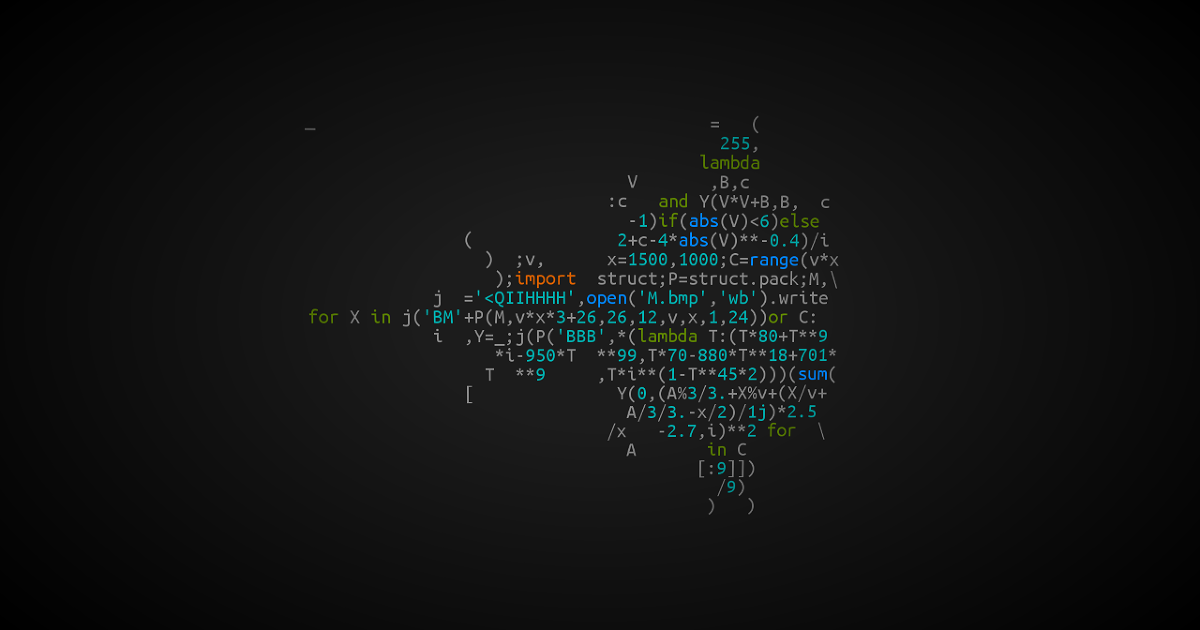 _ = (
255,
lambda
V ,B,c
:c and Y(V*V+B,B, c
-1)if(abs(V)<6)else
( 2+c-4*abs(V)**-0.4)/i
) ;v, x=1500,1000;C=range(v*x
);import struct;P=struct.pack;M,\
j ='<QIIHHHH',open('M.bmp','wb').write
for X in j('BM'+P(M,v*x*3+26,26,12,v,x,1,24))or C:
i ,Y=_;j(P('BBB',*(lambda T:(T*80+T**9
*i-950*T **99,T*70-880*T**18+701*
T **9 ,T*i**(1-T**45*2)))(sum(
[ Y(0,(A%3/3.+X%v+(X/v+
A/3/3.-x/2)/1j)*2.5
/x -2.7,i)**2 for \
A in C
[:9]])
/9)
) )